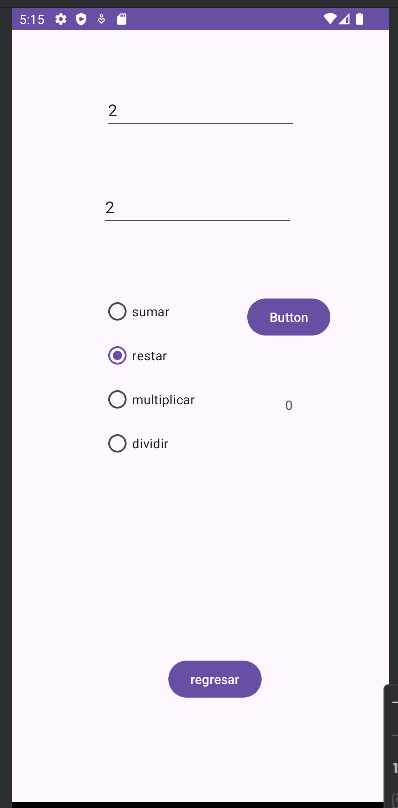 5:15
2
2
sumar
Button
restar
multiplicar
0
dividir
regresar